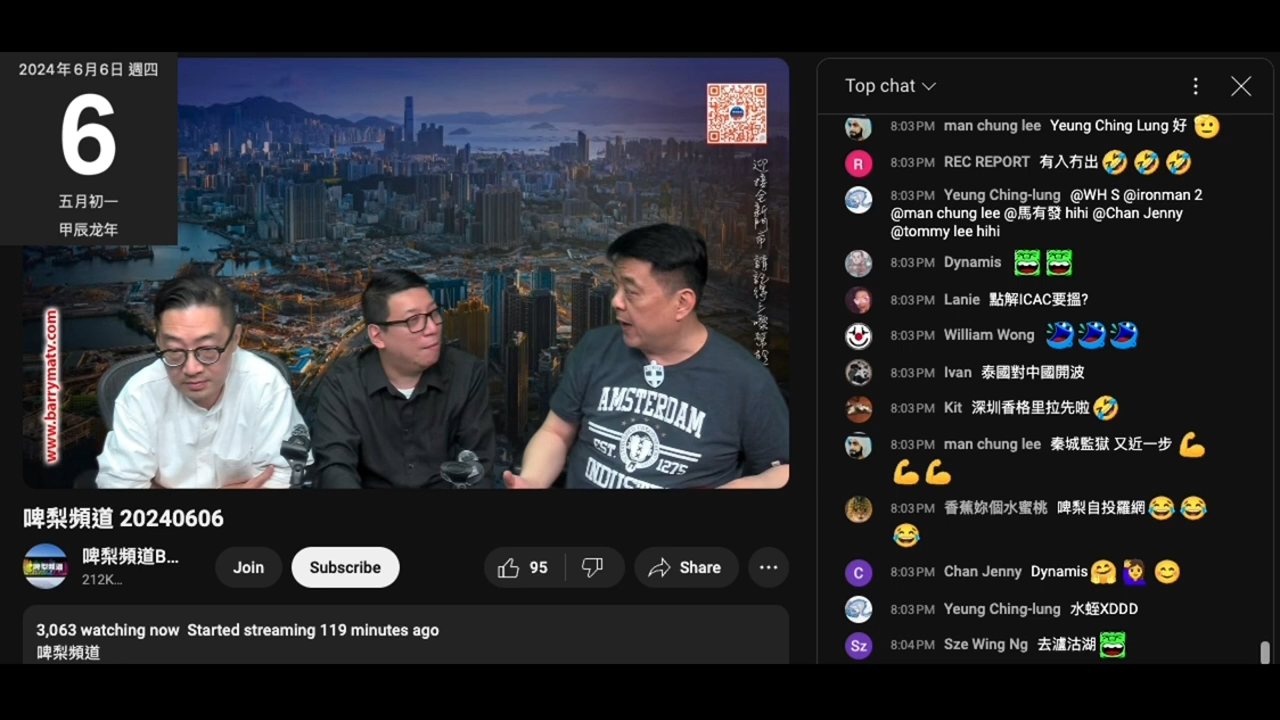 2024年6月6日 週四
6
五月初一
甲辰龙年
www.barrymatv.com
AMSTERDAM
EST. 1275
啤梨頻道 20240606
啤梨頻道B...
212K...
Join
Subscribe
95
Share
3,063 watching now Started streaming 119 minutes ago
啤梨頻道
Top chat
8:03 PM man chung lee Yeung Ching Lung 好
R
8:03 PM REC REPORT 有入冇出
8:03 PM Yeung Ching-lung @WH S @ironman 2
@man chung lee @馬有發 hihi @Chan Jenny
@tommy lee hihi
8:03 PM Dynamis
8:03 PM Lanie 點解ICAC要搵?
8:03 PM William Wong
8:03 PM Ivan 泰國對中國開波
8:03 PM Kit 深圳香格里拉先啦
8:03 PM man chung lee 秦城監獄 又近一步
8:03 PM 香蕉妳個水蜜桃 啤梨自投羅網
C
8:03 PM Chan Jenny Dynamis
8:03 PM Yeung Ching-lung 水蛭XDDD
Sz
8:04 PM Sze Wing Ng 去瀘沽湖